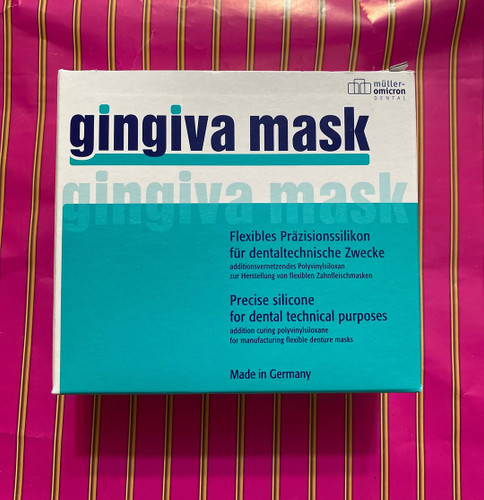 müller-
omicron
DENTAL
gingiva mask
gingiva mask
Flexibles Präzisionssilikon
für dentaltechnische Zwecke
additionsvernetzendes Polyvinylsiloxan
zur Herstellung von flexiblen Zahnfleischmasken
Precise silicone
for dental technical purposes
addition curing polyvinylsiloxane
for manufacturing flexible denture masks
Made in Germany